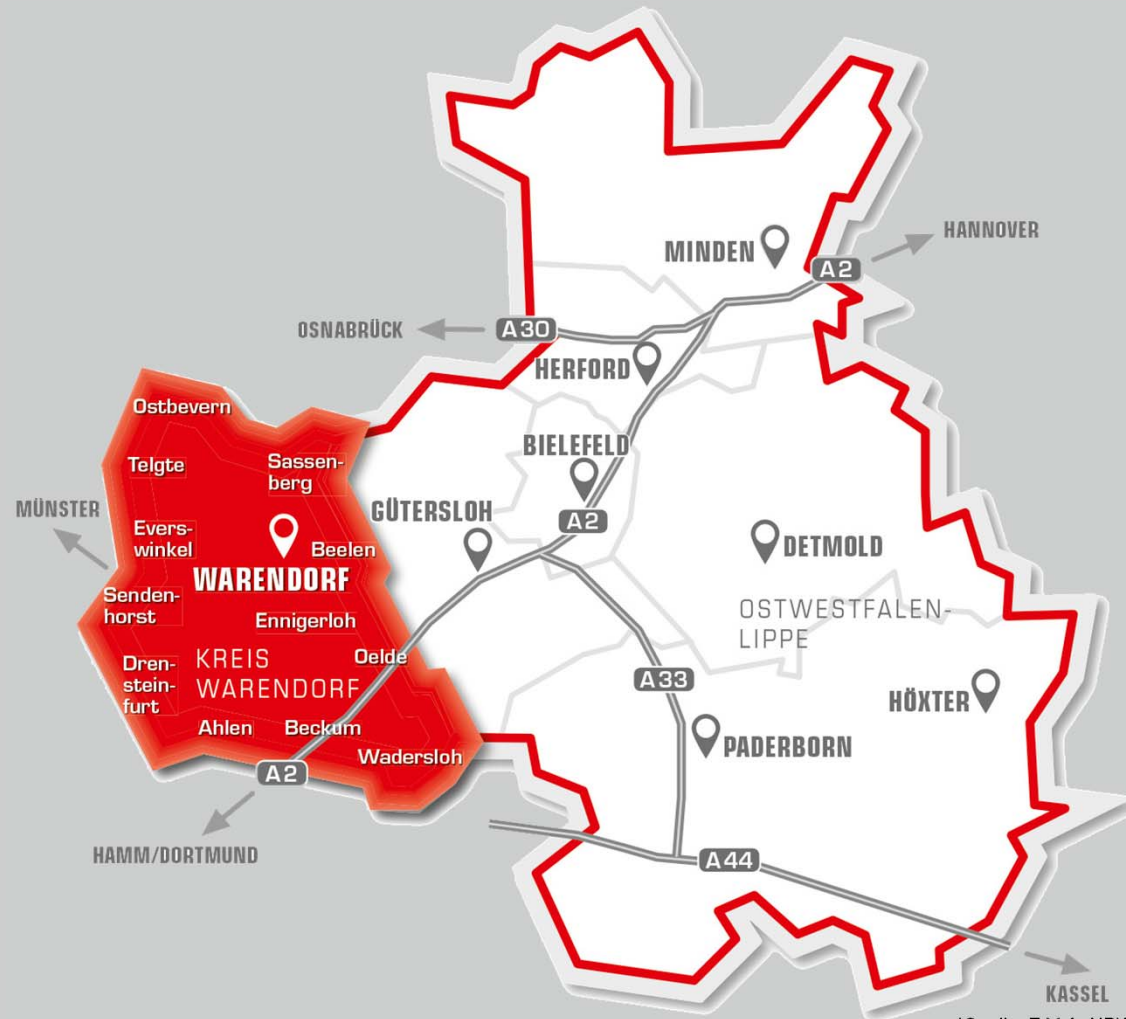 MINDEN
HANNOVER
A2
OSNABRÜCK
A30
HERFORD
Ostbevern
BIELEFELD
Telgte
Sassen-
berg
MÜNSTER
GÜTERSLOH
A2
Evers-
winkel
Beelen
DETMOLD
WARENDORF
Senden-
horst
Ennigerloh
OSTWESTFALEN-
LIPPE
KREIS
WARENDORF
Oelde
Dren-
stein-
furt
A33
HÖXTER
Ahlen
Beckum
PADERBORN
Wadersloh
A2
HAMM/DORTMUND
A44
KASSEL